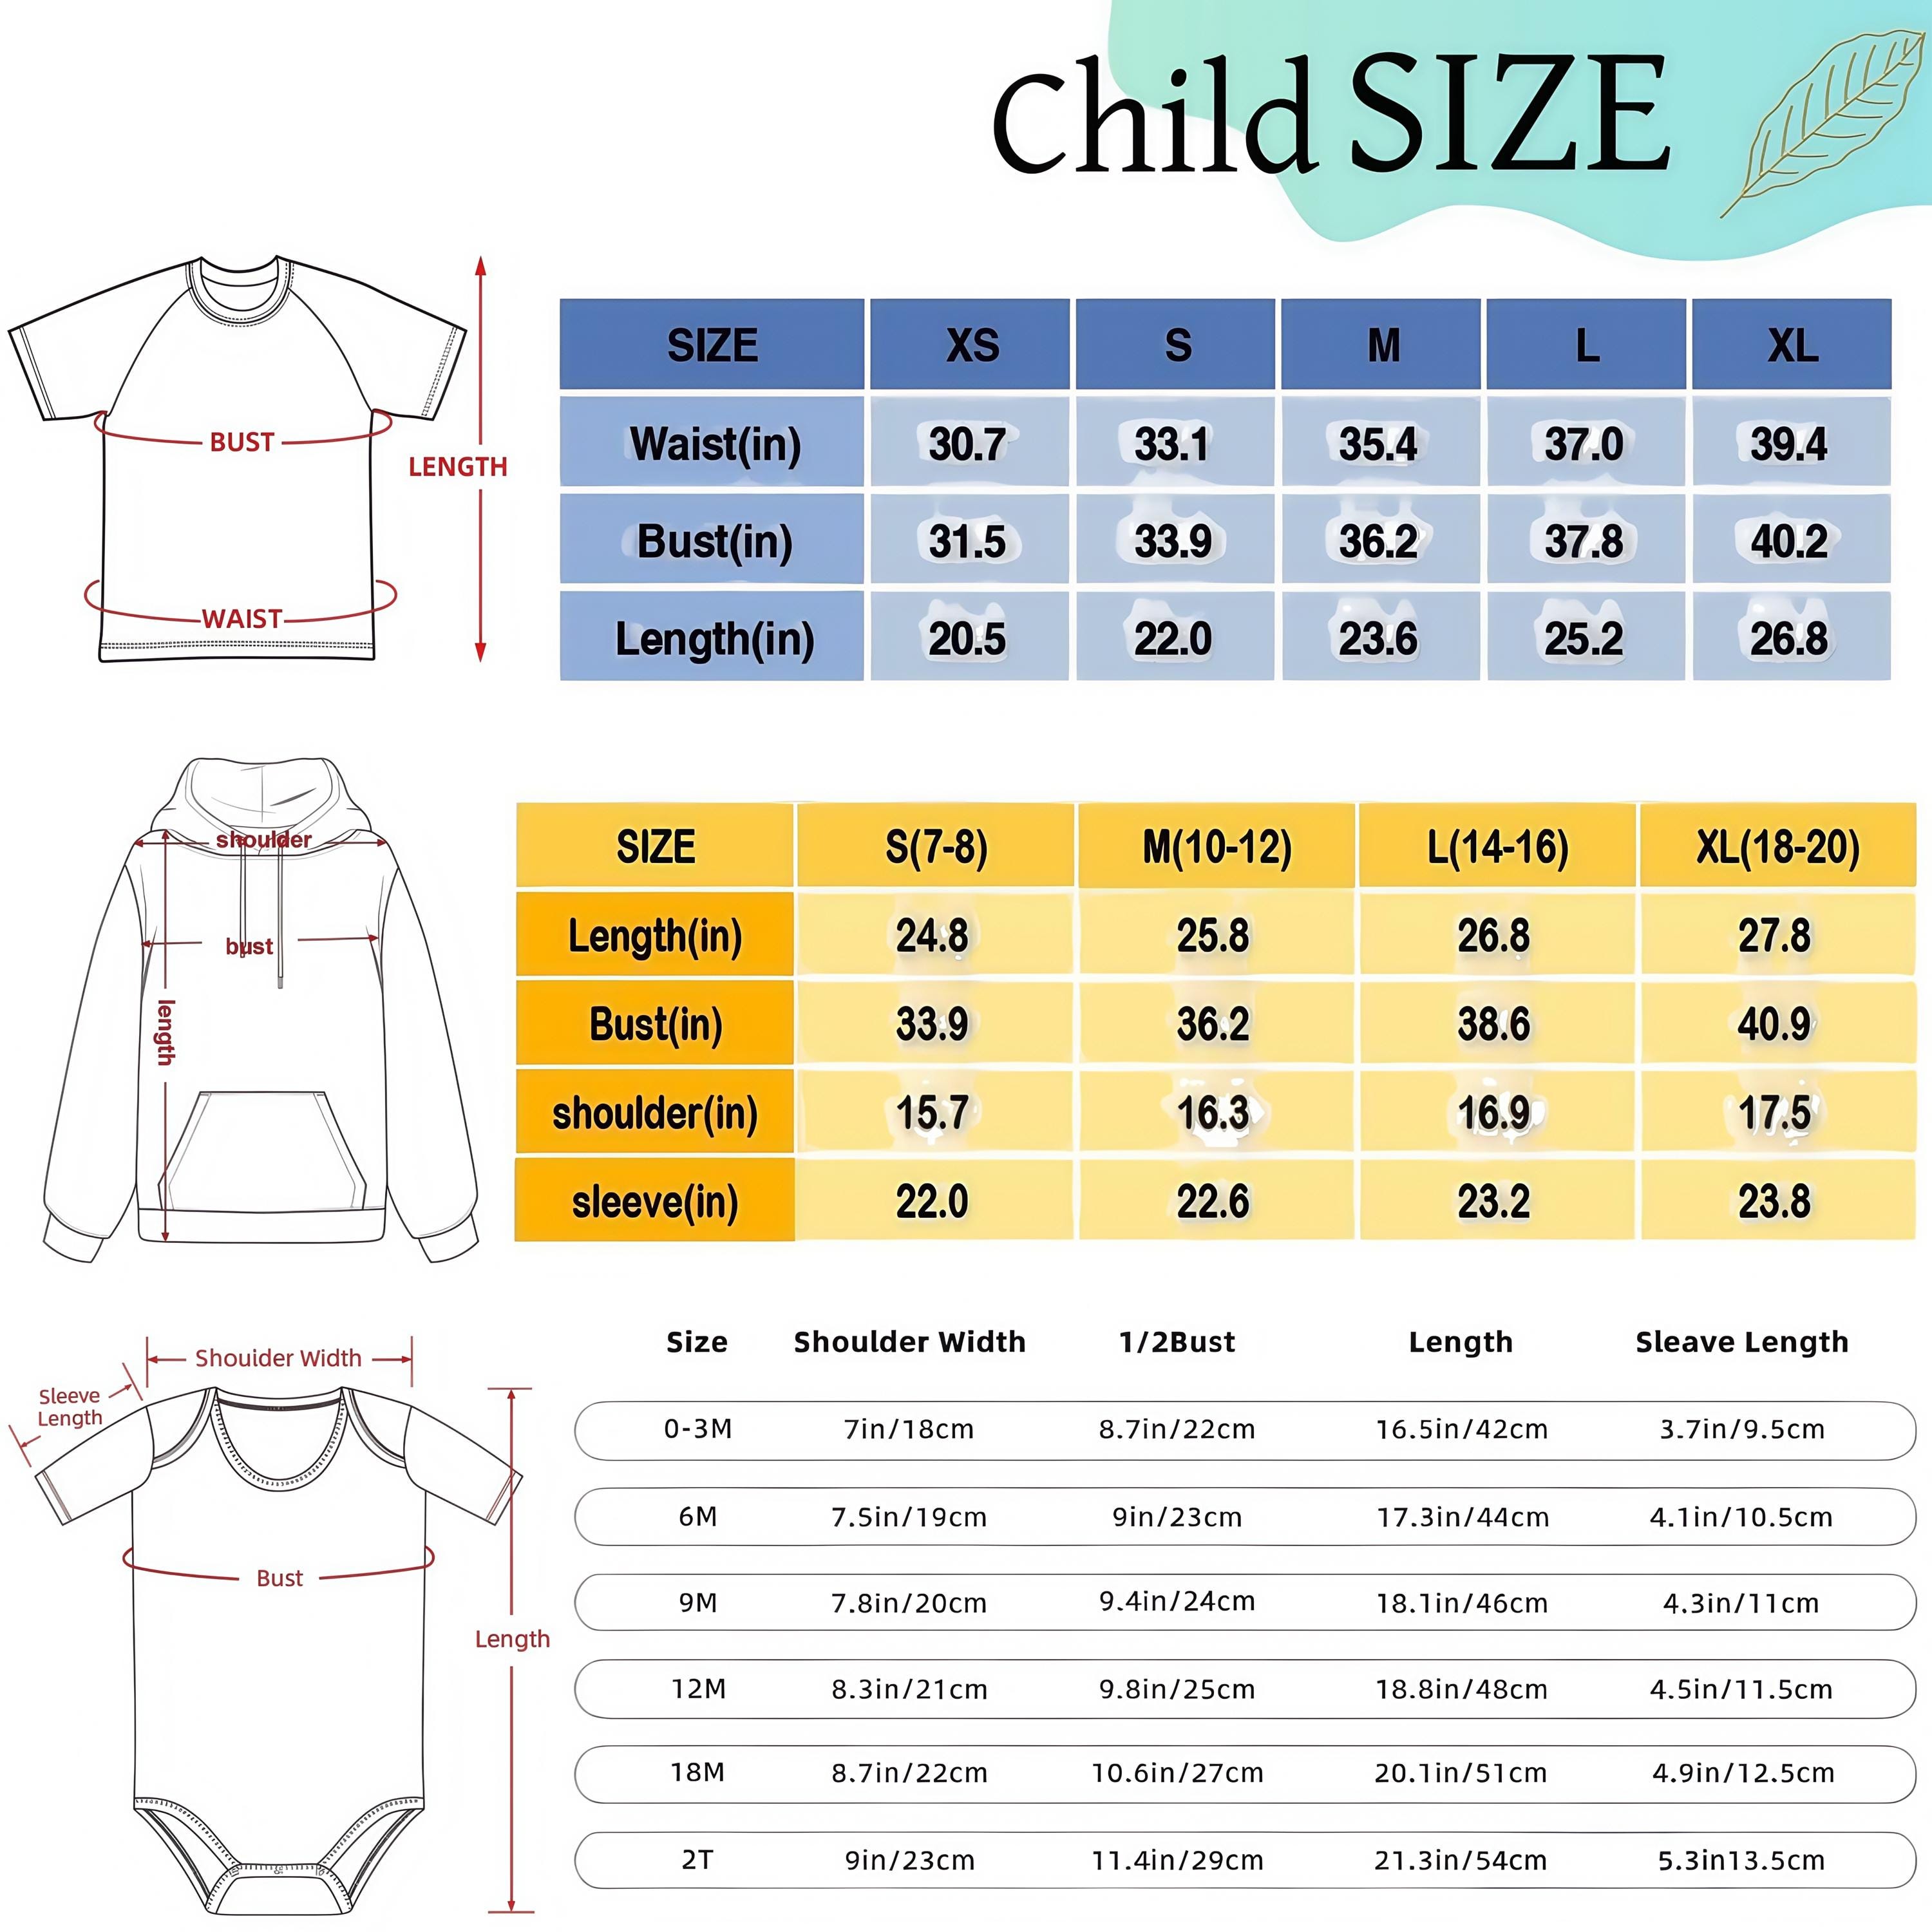 Child SIZE
BUST
LENGTH
WAIST
SIZE XS S M L XL
Waist(in) 30.7 33.1 35.4 37.0 39.4
Bust(in) 31.5 33.9 36.2 37.8 40.2
Length(in) 20.5 22.0 23.6 25.2 26.8
shoulder
bust
length
SIZE S(7-8) M(10-12) L(14-16) XL(18-20)
Length(in) 24.8 25.8 26.8 27.8
Bust(in) 33.9 36.2 38.6 40.9
shoulder(in) 15.7 16.3 16.9 17.5
sleeve(in) 22.0 22.6 23.2 23.8
Shouider Width
Sleeve
Length
Bust
Length
Size Shoulder Width 1/2Bust Length Sleave Length
0-3M 7in/18cm 8.7in/22cm 16.5in/42cm 3.7in/9.5cm
6M 7.5in/19cm 9in/23cm 17.3in/44cm 4.1in/10.5cm
9M 7.8in/20cm 9.4in/24cm 18.1in/46cm 4.3in/11cm
12M 8.3in/21cm 9.8in/25cm 18.8in/48cm 4.5in/11.5cm
18M 8.7in/22cm 10.6in/27cm 20.1in/51cm 4.9in/12.5cm
2T 9in/23cm 11.4in/29cm 21.3in/54cm 5.3in13.5cm